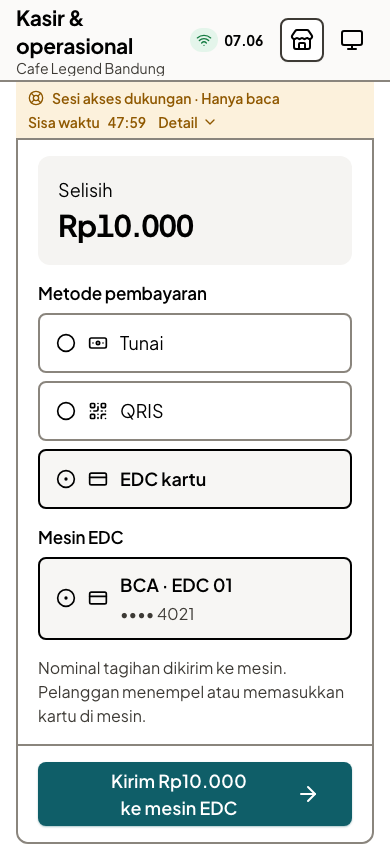 Kasir &
operasional
Cafe Legend Bandung
07.06
Sesi akses dukungan · Hanya baca
Sisa waktu 47:59 Detail
Selisih
Rp10.000
Metode pembayaran
Tunai
QRIS
EDC kartu
Mesin EDC
BCA · EDC 01
•••• 4021
Nominal tagihan dikirim ke mesin.
Pelanggan menempel atau memasukkan
kartu di mesin.
Kirim Rp10.000
ke mesin EDC